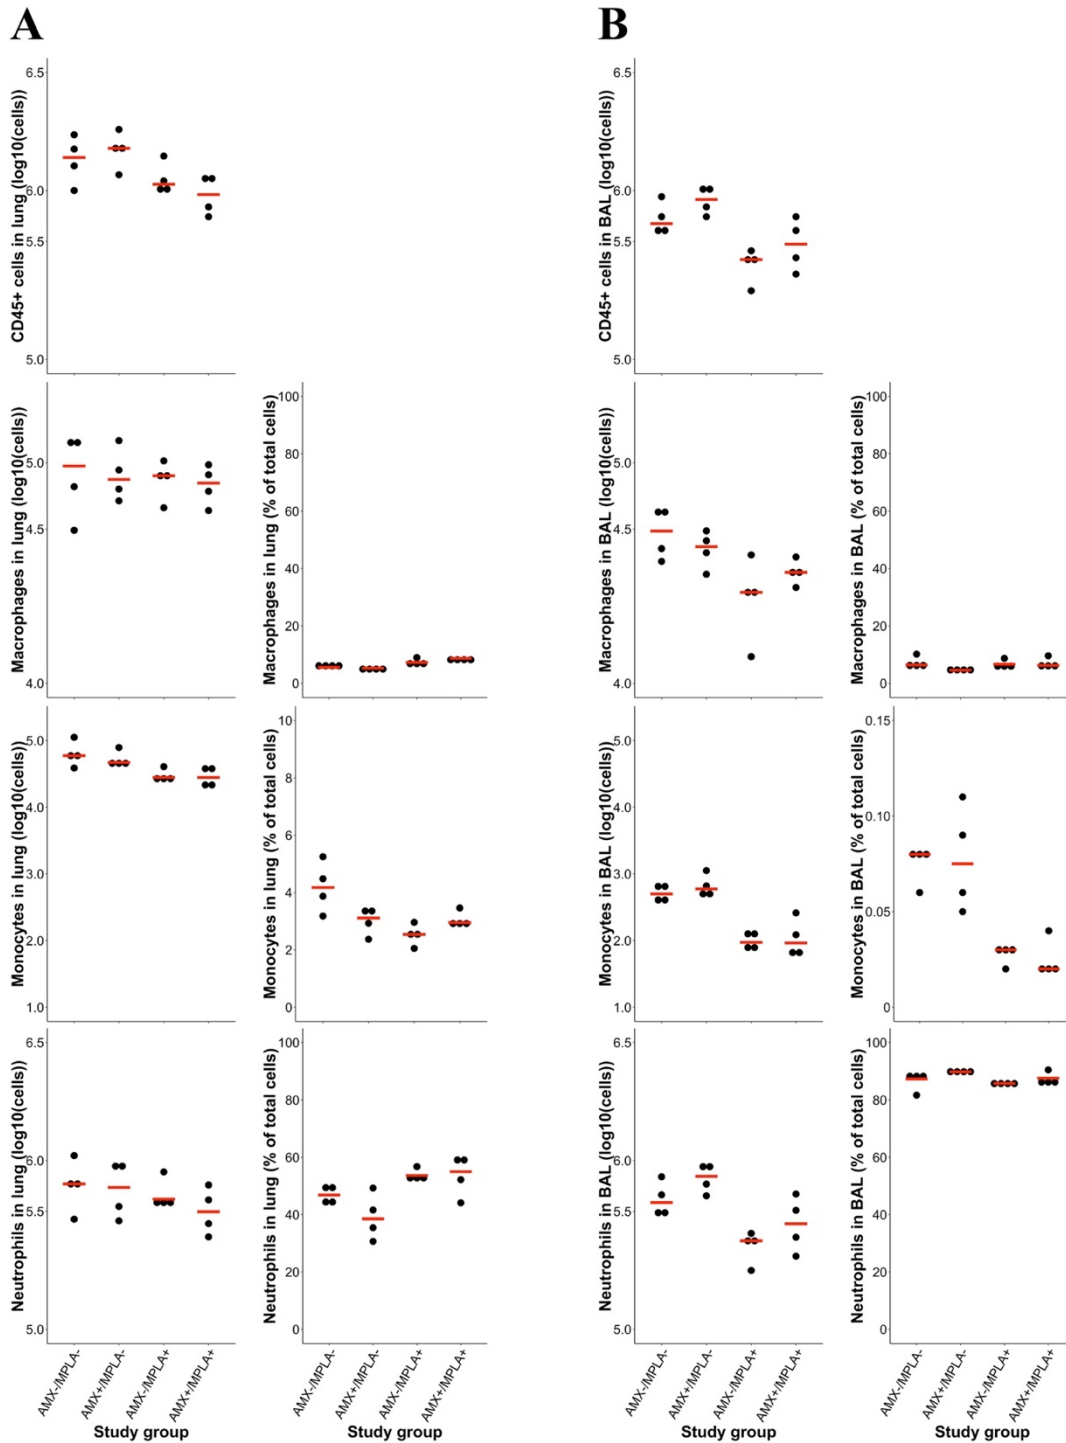 A
B
CD45+ cells in lung (log10(cells))
6.5
6.0
5.5
5.0
CD45+ cells in BAL (log10(cells))
6.5
6.0
5.5
5.0
Macrophages in lung (log10(cells))
5.0
4.5
4.0
Macrophages in lung (% of total cells)
100
80
60
40
20
0
Macrophages in BAL (log10(cells))
5.0
4.5
4.0
Macrophages in BAL (% of total cells)
100
80
60
40
20
0
Monocytes in lung (log10(cells))
5.0
4.0
3.0
2.0
1.0
Monocytes in lung (% of total cells)
10
8
6
4
2
0
Monocytes in BAL (log10(cells))
5.0
4.0
3.0
2.0
1.0
Monocytes in BAL (% of total cells)
0.15
0.10
0.05
0
Neutrophils in lung (log10(cells))
6.5
6.0
5.5
5.0
Neutrophils in lung (% of total cells)
100
80
60
40
20
0
Neutrophils in BAL (log10(cells))
6.5
6.0
5.5
5.0
Neutrophils in BAL (% of total cells)
100
80
60
40
20
0
AMX-/MPLA-
AMX+/MPLA-
AMX-/MPLA+
AMX+/MPLA+
Study group
AMX-/MPLA-
AMX+/MPLA-
AMX-/MPLA+
AMX+/MPLA+
Study group
AMX-/MPLA-
AMX+/MPLA-
AMX-/MPLA+
AMX+/MPLA+
Study group
AMX-/MPLA-
AMX+/MPLA-
AMX-/MPLA+
AMX+/MPLA+
Study group